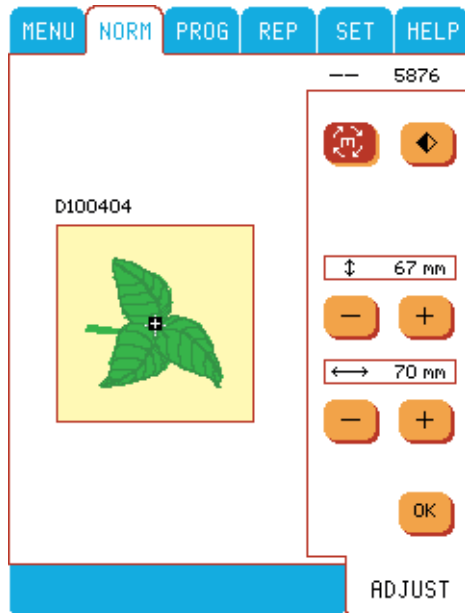 MENU NORM PROG REP SET HELP
-- 5876
E
D100404
↕ 67 mm
− +
↔ 70 mm
− +
OK
ADJUST